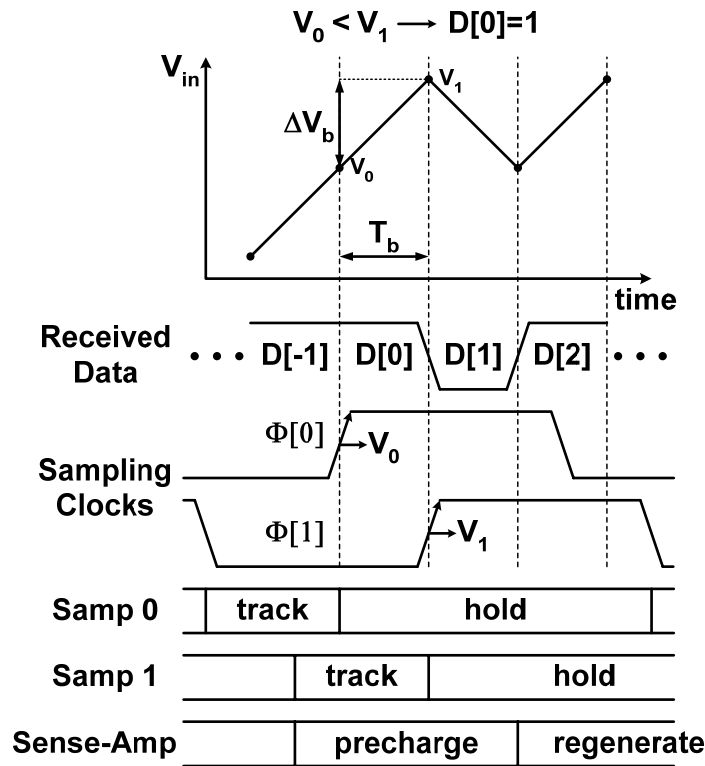 V₀ < V₁ → D[0]=1
Vin
V₁
ΔVb
V₀
Tb
time
Received Data
• • • D[-1] D[0] D[1] D[2] • • •
Φ[0] V₀
Sampling Clocks
Φ[1] V₁
Samp 0 track hold
Samp 1 track hold
Sense-Amp precharge regenerate